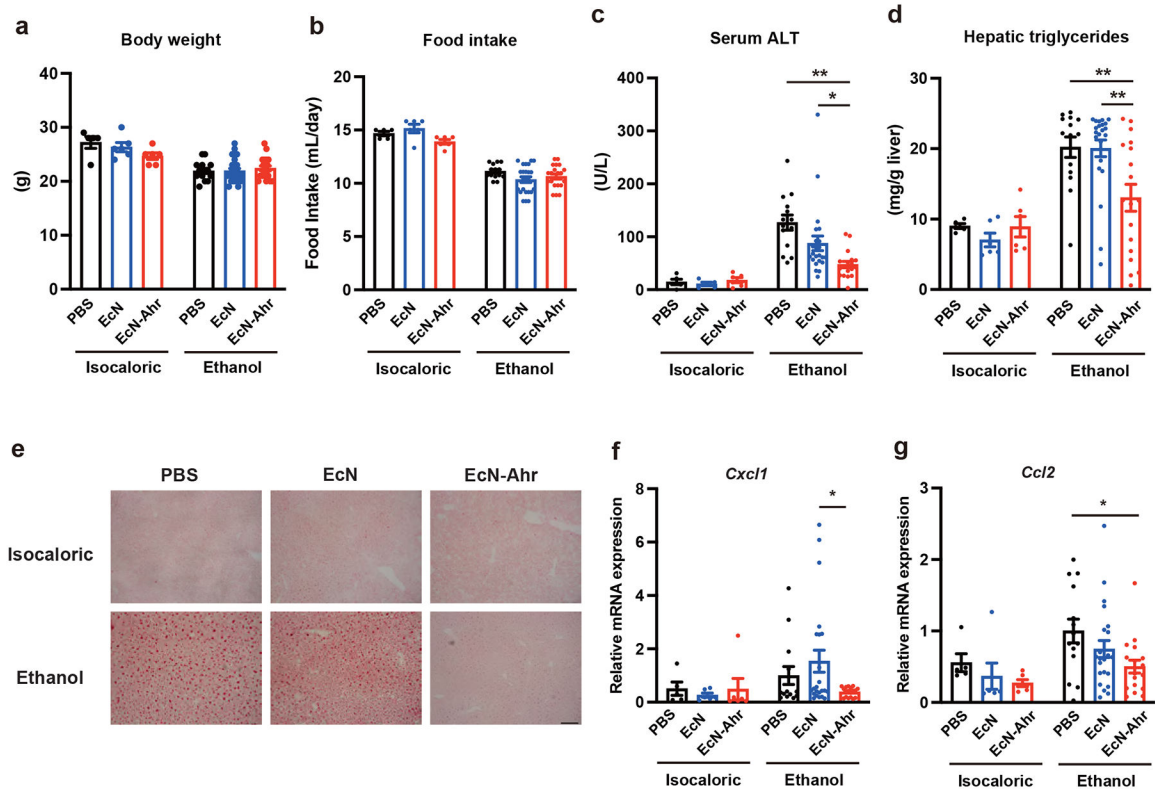 a
Body weight
(g)
40
30
20
10
0
PBS
EcN
EcN-Ahr
PBS
EcN
EcN-Ahr
Isocaloric
Ethanol
b
Food intake
Food Intake (mL/day)
20
15
10
5
0
PBS
EcN
EcN-Ahr
PBS
EcN
EcN-Ahr
Isocaloric
Ethanol
c
Serum ALT
(U/L)
400
300
200
100
0
**
*
PBS
EcN
EcN-Ahr
PBS
EcN
EcN-Ahr
Isocaloric
Ethanol
d
Hepatic triglycerides
(mg/g liver)
30
20
10
0
**
**
PBS
EcN
EcN-Ahr
PBS
EcN
EcN-Ahr
Isocaloric
Ethanol
e
PBS
EcN
EcN-Ahr
Isocaloric
Ethanol
f
Cxcl1
Relative mRNA expression
8
6
4
2
0
*
PBS
EcN
EcN-Ahr
PBS
EcN
EcN-Ahr
Isocaloric
Ethanol
g
Ccl2
Relative mRNA expression
3
2
1
0
*
PBS
EcN
EcN-Ahr
PBS
EcN
EcN-Ahr
Isocaloric
Ethanol